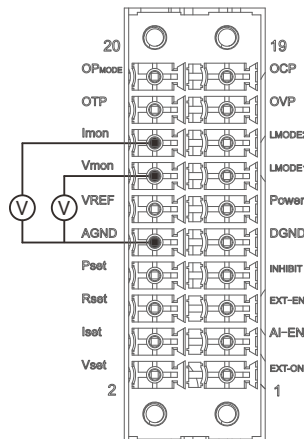 20 19
OPMODE OCP
OTP OVP
Imon LMODE2
Vmon LMODE1
VREF Power
AGND DGND
Pset INHIBIT
Rset EXT-EN
Iset AI-EN
Vset EXT-ON
2 1
V V